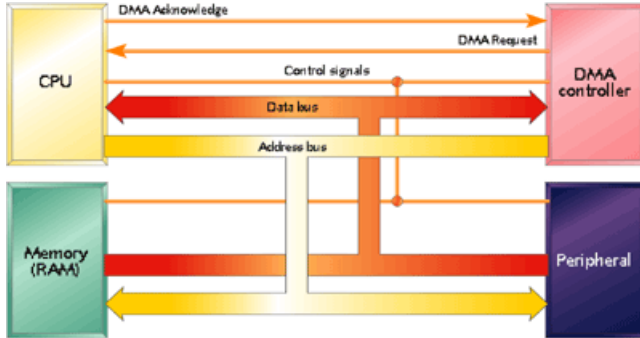 DMA Acknowledge
DMA Request
CPU
Control signals
DMA
controller
Data bus
Address bus
Memory
(RAM)
Peripheral